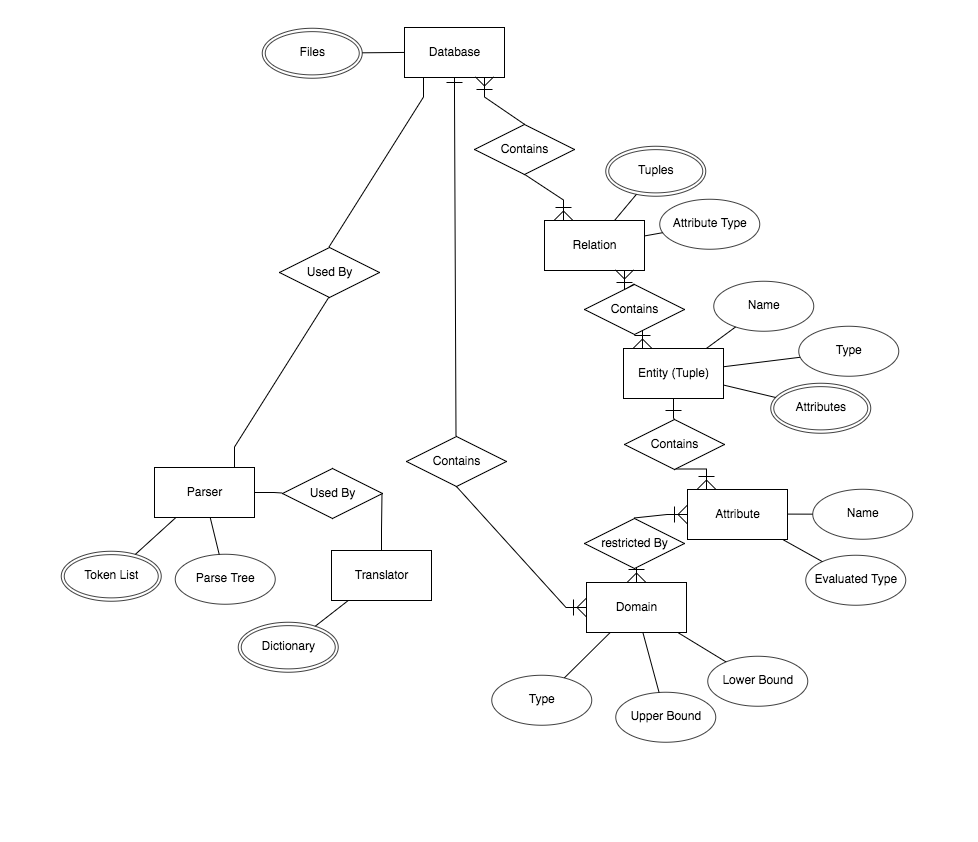 Files
Database
Contains
Tuples
Attribute Type
Relation
Used By
Contains
Name
Type
Entity (Tuple)
Attributes
Contains
Contains
Parser
Used By
Attribute
Name
restricted By
Token List
Parse Tree
Translator
Evaluated Type
Domain
Dictionary
Lower Bound
Type
Upper Bound